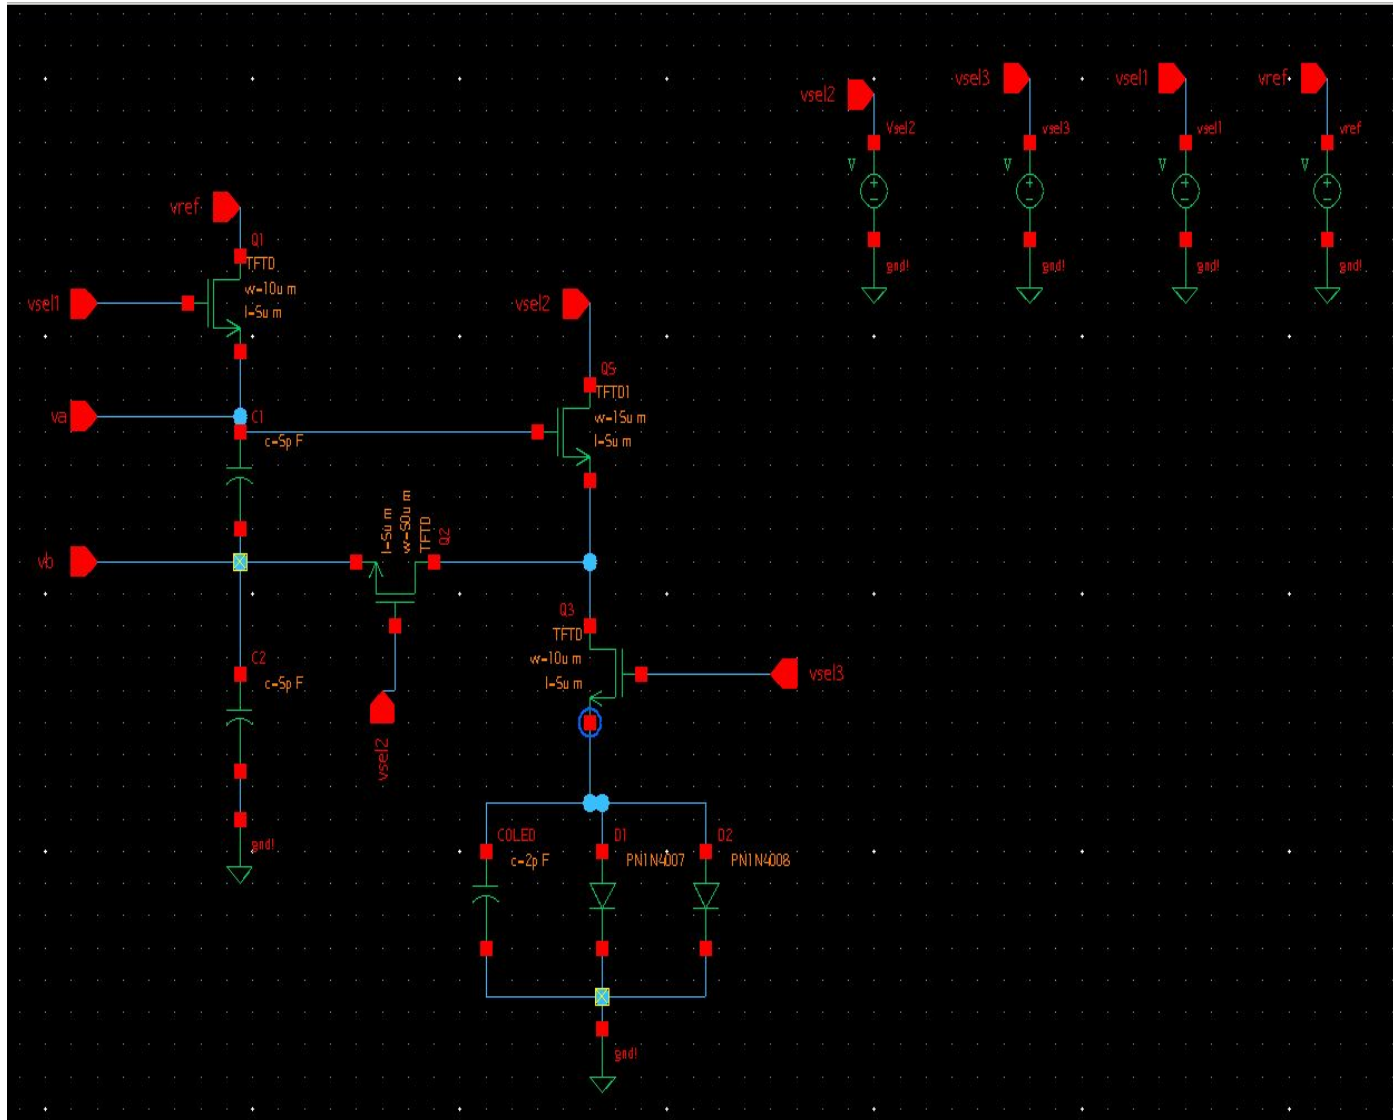 vsel2
vsel3
vsel1
vref
Vsel2
vsel3
vsel1
vref
V
V
V
V
+
−
+
−
+
−
+
−
gnd!
gnd!
gnd!
gnd!
vref
Q1
TFTD
w=10u m
l=5u m
vsel1
vsel2
Q5
TFTD1
w=15u m
l=5u m
va
C1
c=5p F
l=5u m
w=50u m
TFTD
Q2
vb
Q3
TFTD
w=10u m
l=5u m
vsel3
C2
c=5p F
vsel2
gnd!
COLED
c=2p F
D1
PN1N4007
D2
PN1N4008
gnd!